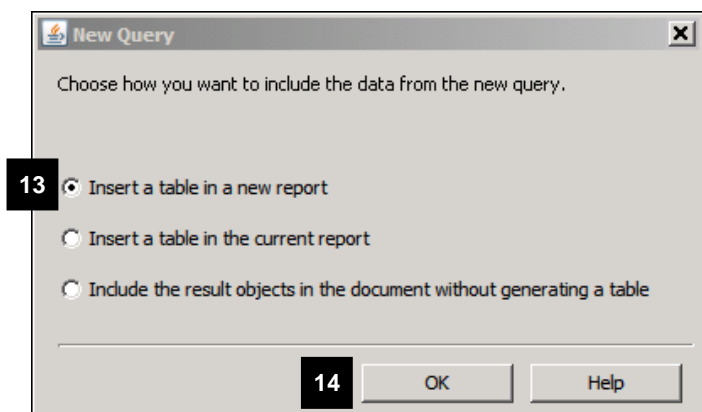 New Query
Choose how you want to include the data from the new query.
13 Insert a table in a new report
Insert a table in the current report
Include the result objects in the document without generating a table
14 OK Help